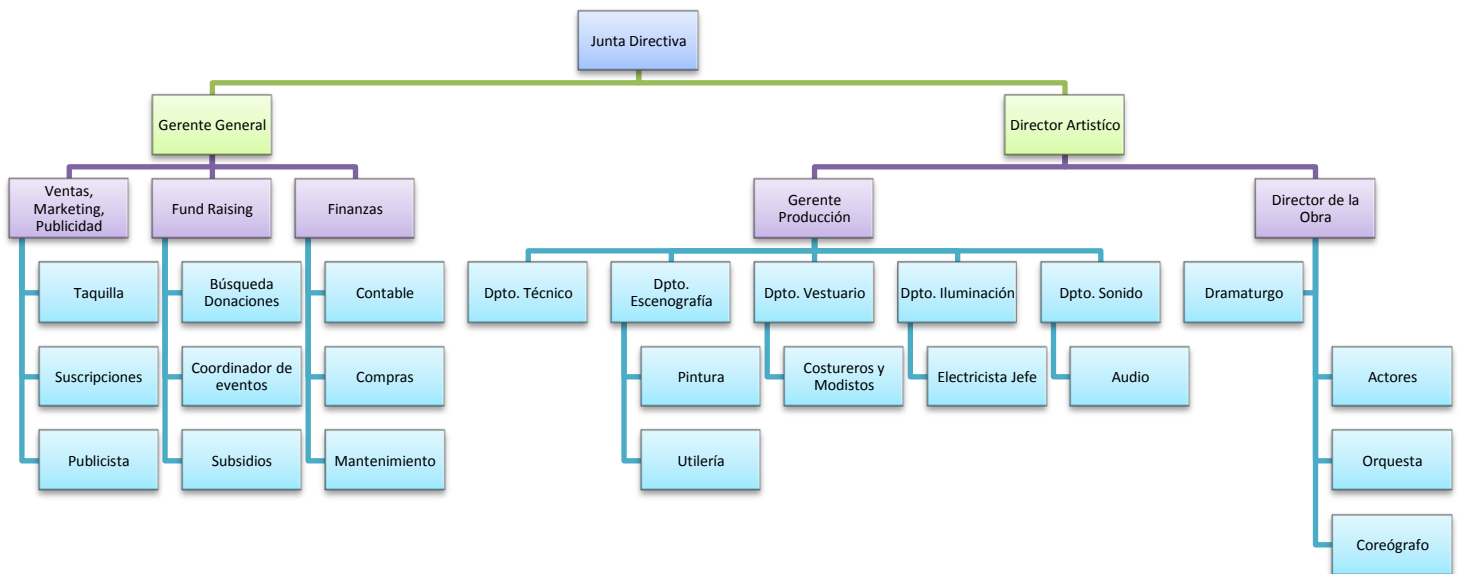 Junta Directiva
Gerente General
Director Artistíco
Ventas,
Marketing,
Publicidad
Fund Raising
Finanzas
Gerente
Producción
Director de la
Obra
Taquilla
Búsqueda
Donaciones
Contable
Dpto. Técnico
Dpto.
Escenografía
Dpto. Vestuario
Dpto. Iluminación
Dpto. Sonido
Dramaturgo
Suscripciones
Coordinador de
eventos
Compras
Pintura
Costureros y
Modistos
Electricista Jefe
Audio
Actores
Publicista
Subsidios
Mantenimiento
Utilería
Orquesta
Coreógrafo